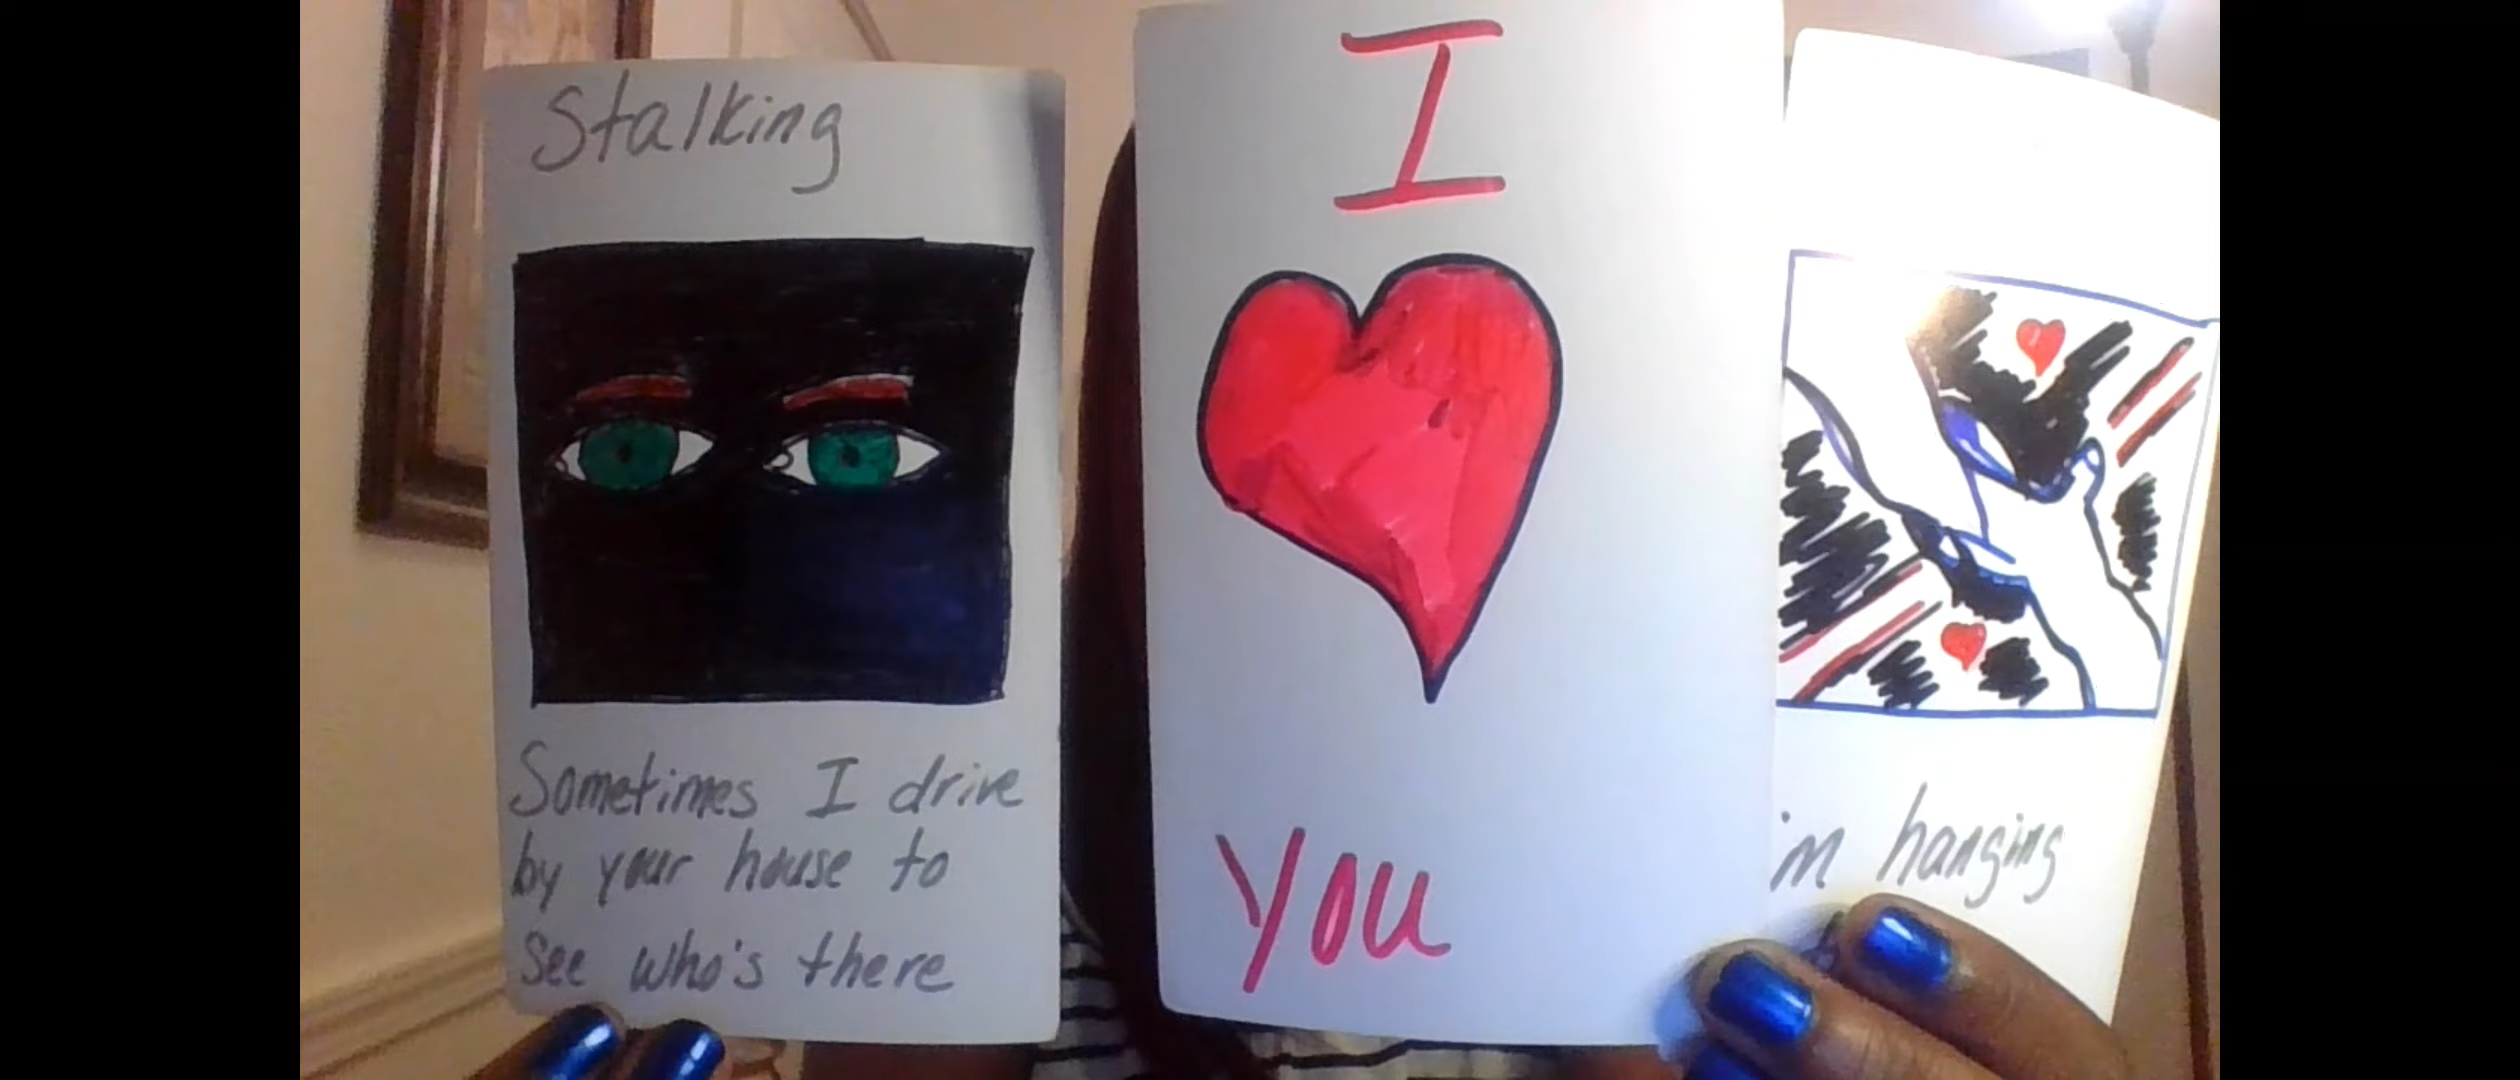 Stalking
Sometimes I drive
by your house to
see who's there
I
You
i'm hanging